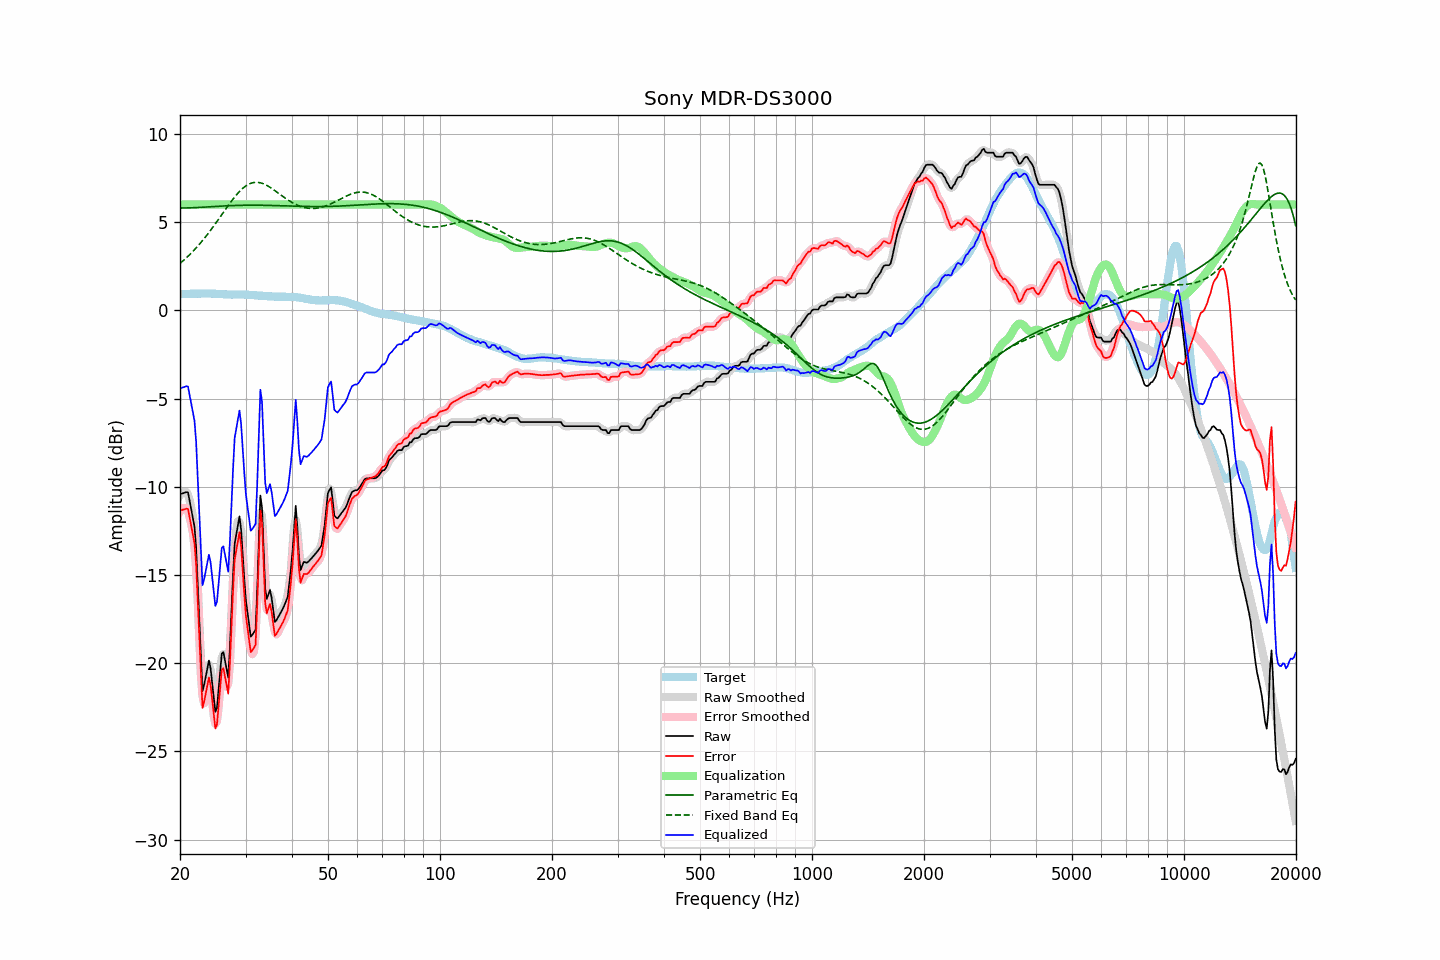 Sony MDR-DS3000
Amplitude (dBr)
10
5
0
−5
−10
−15
−20
−25
−30
Target
Raw Smoothed
Error Smoothed
Raw
Error
Equalization
Parametric Eq
Fixed Band Eq
Equalized
20 50 100 200 500 1000 2000 5000 10000 20000
Frequency (Hz)